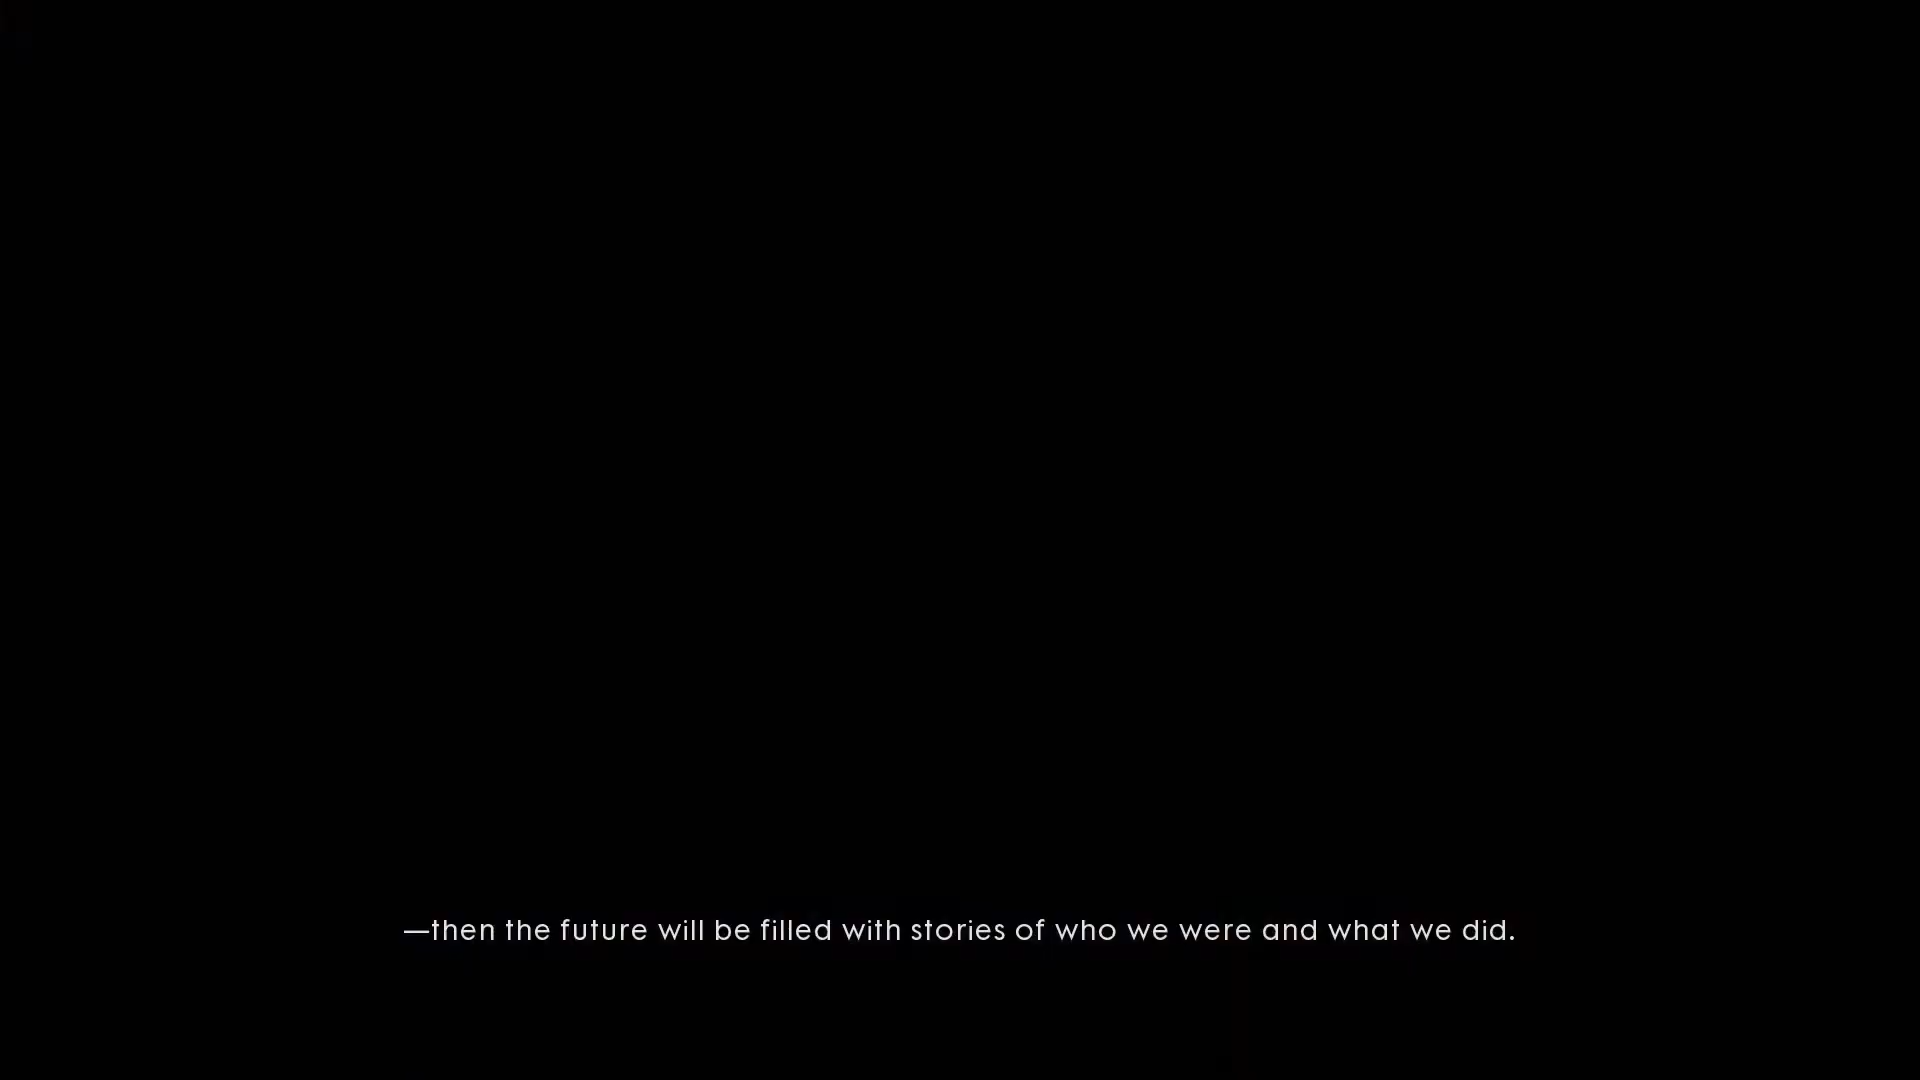 —then the future will be filled with stories of who we were and what we did.